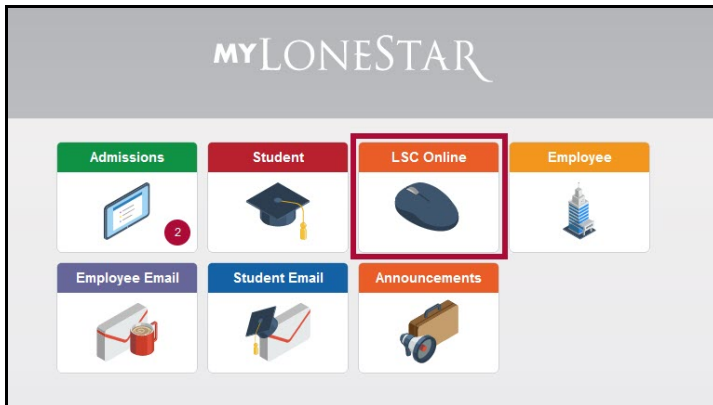 MYLONESTAR
Admissions
Student
LSC Online
Employee
2
Employee Email
Student Email
Announcements